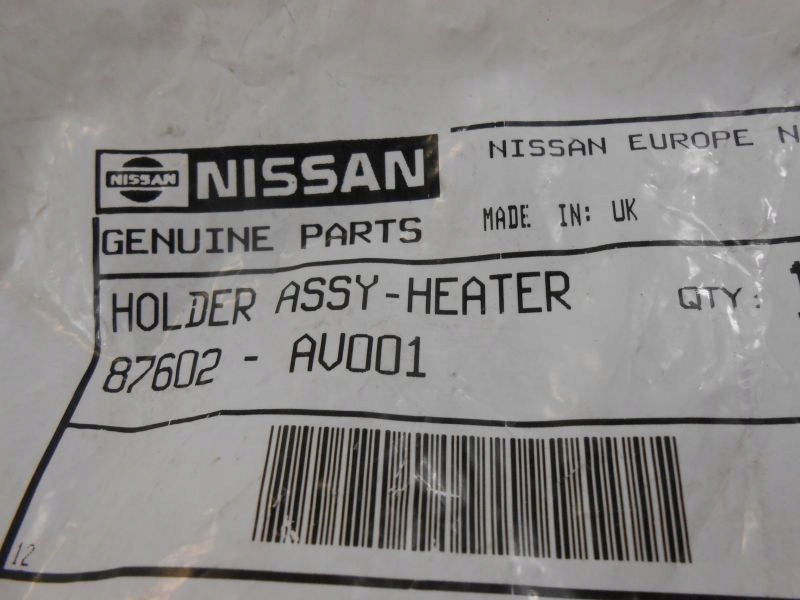 NISSAN
NISSAN
NISSAN EUROPE
GENUINE PARTS
MADE IN: UK
HOLDER ASSY-HEATER
QTY:
87602 - AV001
12